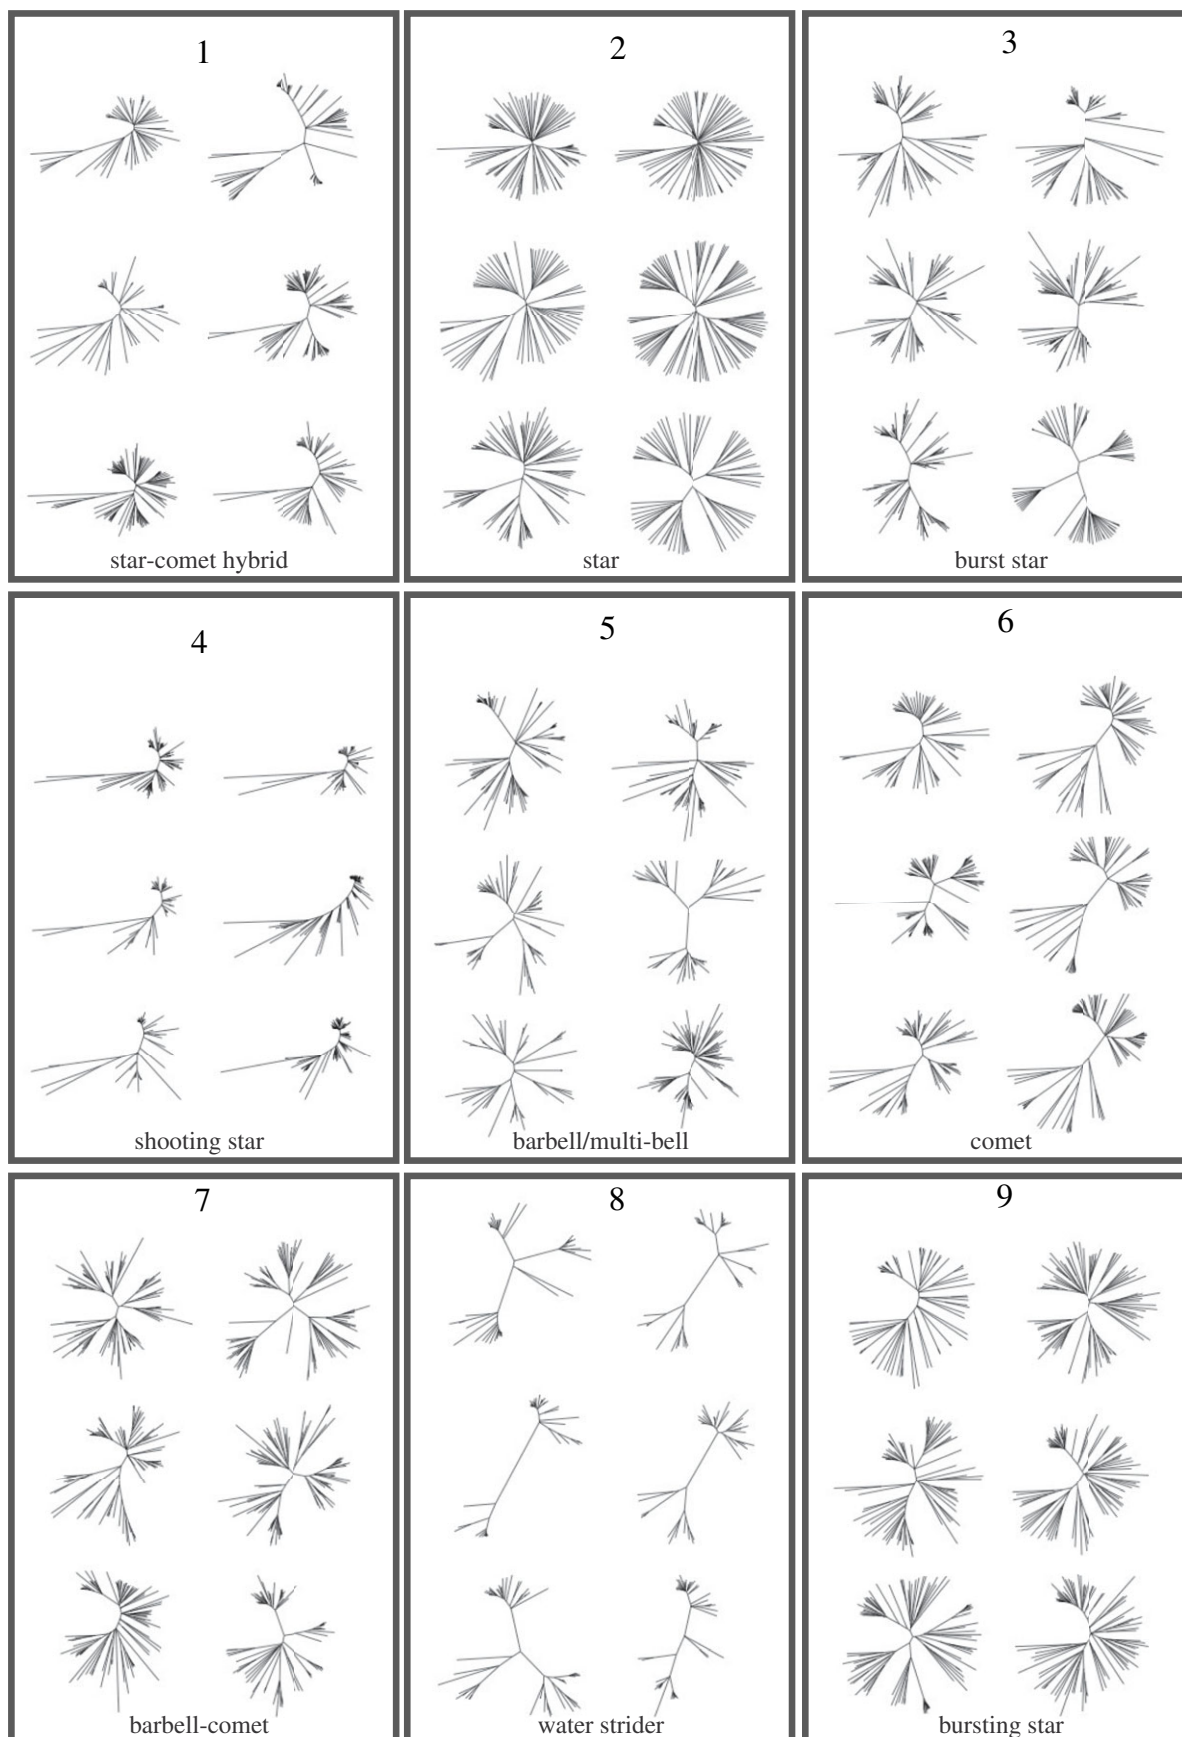 1
star-comet hybrid
2
star
3
burst star
4
shooting star
5
barbell/multi-bell
6
comet
7
barbell-comet
8
water strider
9
bursting star